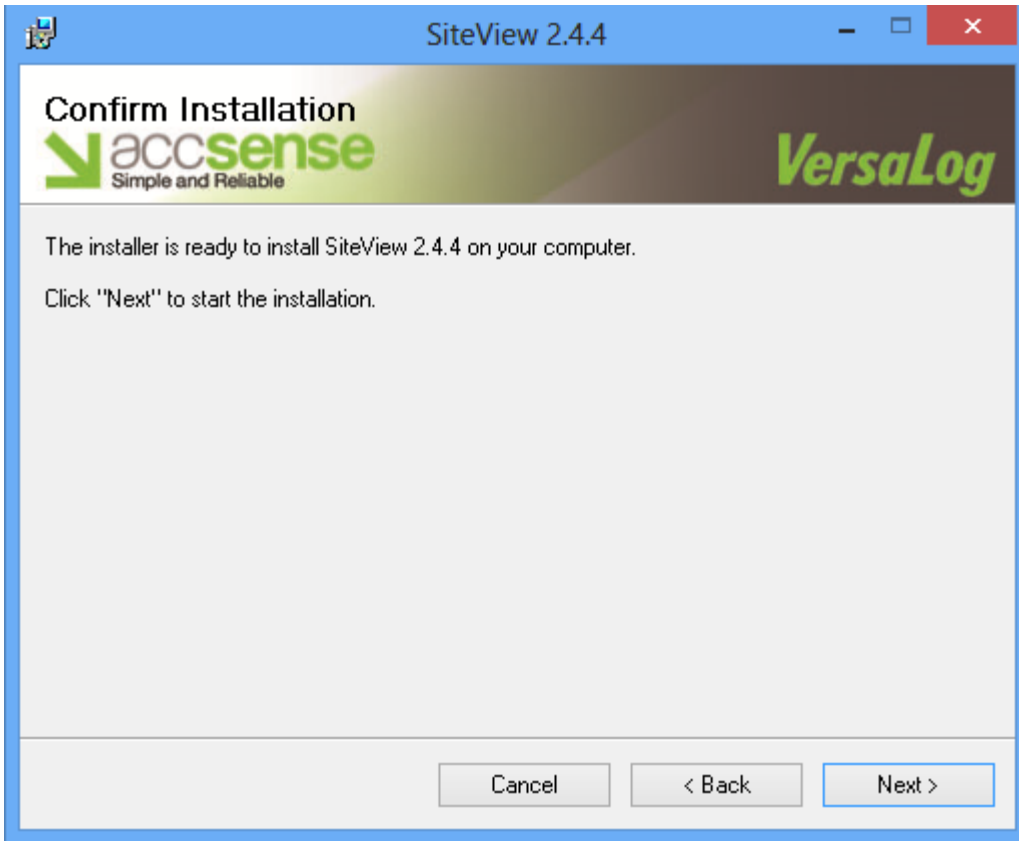 SiteView 2.4.4
Confirm Installation
accsense
Simple and Reliable
VersaLog
The installer is ready to install SiteView 2.4.4 on your computer.
Click "Next" to start the installation.
Cancel
< Back
Next >